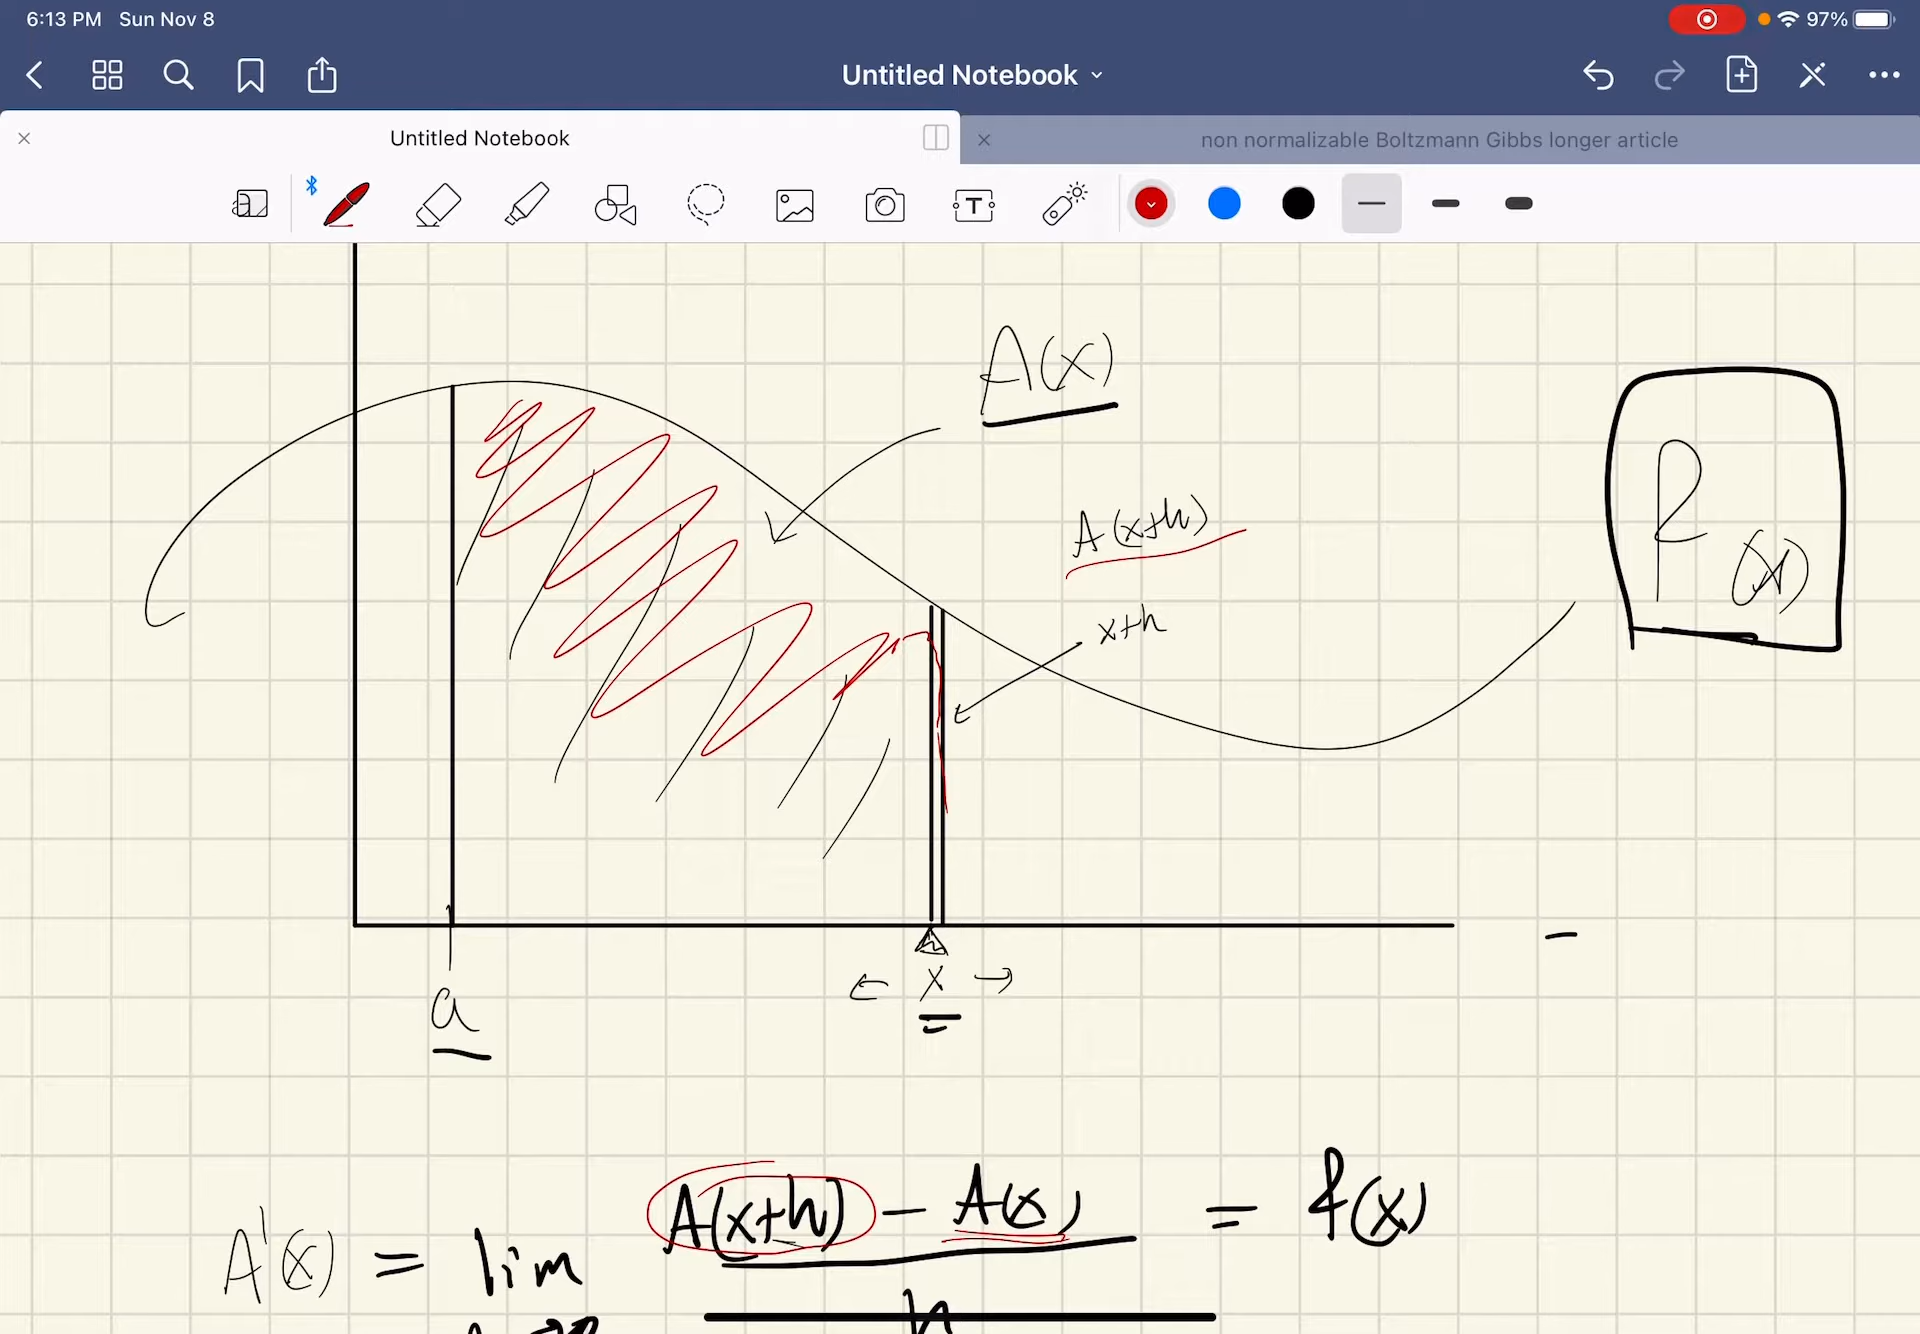 6:13 PM Sun Nov 8
97%
Untitled Notebook
Untitled Notebook
non normalizable Boltzmann Gibbs longer article
T
A(x)
A(x+h)
f(x)
x+h
← x →
a
A'(x) = lim A(x+h) - A(x) = f(x)
h